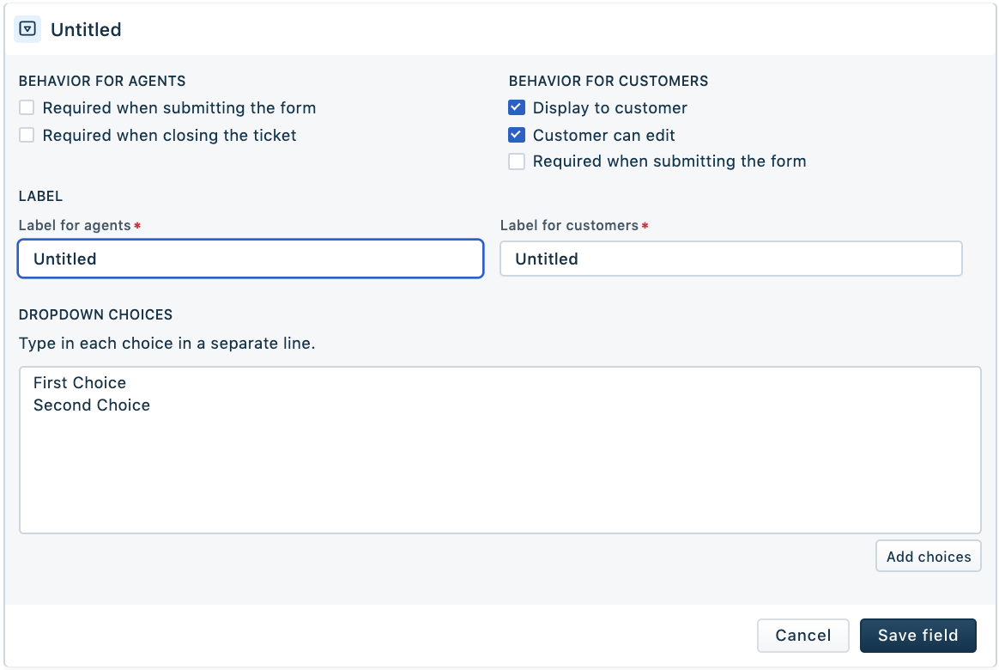 Untitled
BEHAVIOR FOR AGENTS
Required when submitting the form
Required when closing the ticket
BEHAVIOR FOR CUSTOMERS
Display to customer
Customer can edit
Required when submitting the form
LABEL
Label for agents*
Untitled
Label for customers*
Untitled
DROPDOWN CHOICES
Type in each choice in a separate line.
First Choice
Second Choice
Add choices
Cancel
Save field